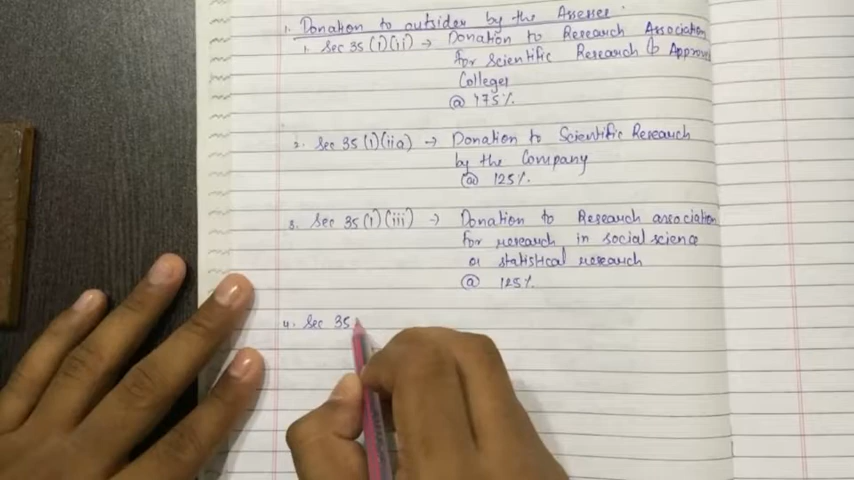 1. Donation to outsider by the Assessee.
1. Sec 35 (1)(ii) → Donation to Research Association
for Scientific Research & Approved
Colleges
@ 175%.
2. Sec 35 (1)(iia) → Donation to Scientific Research
by the Company
@ 125%.
3. Sec 35 (1)(iii) → Donation to Research association
for research in social science
or statistical research
@ 125%.
4. Sec 35